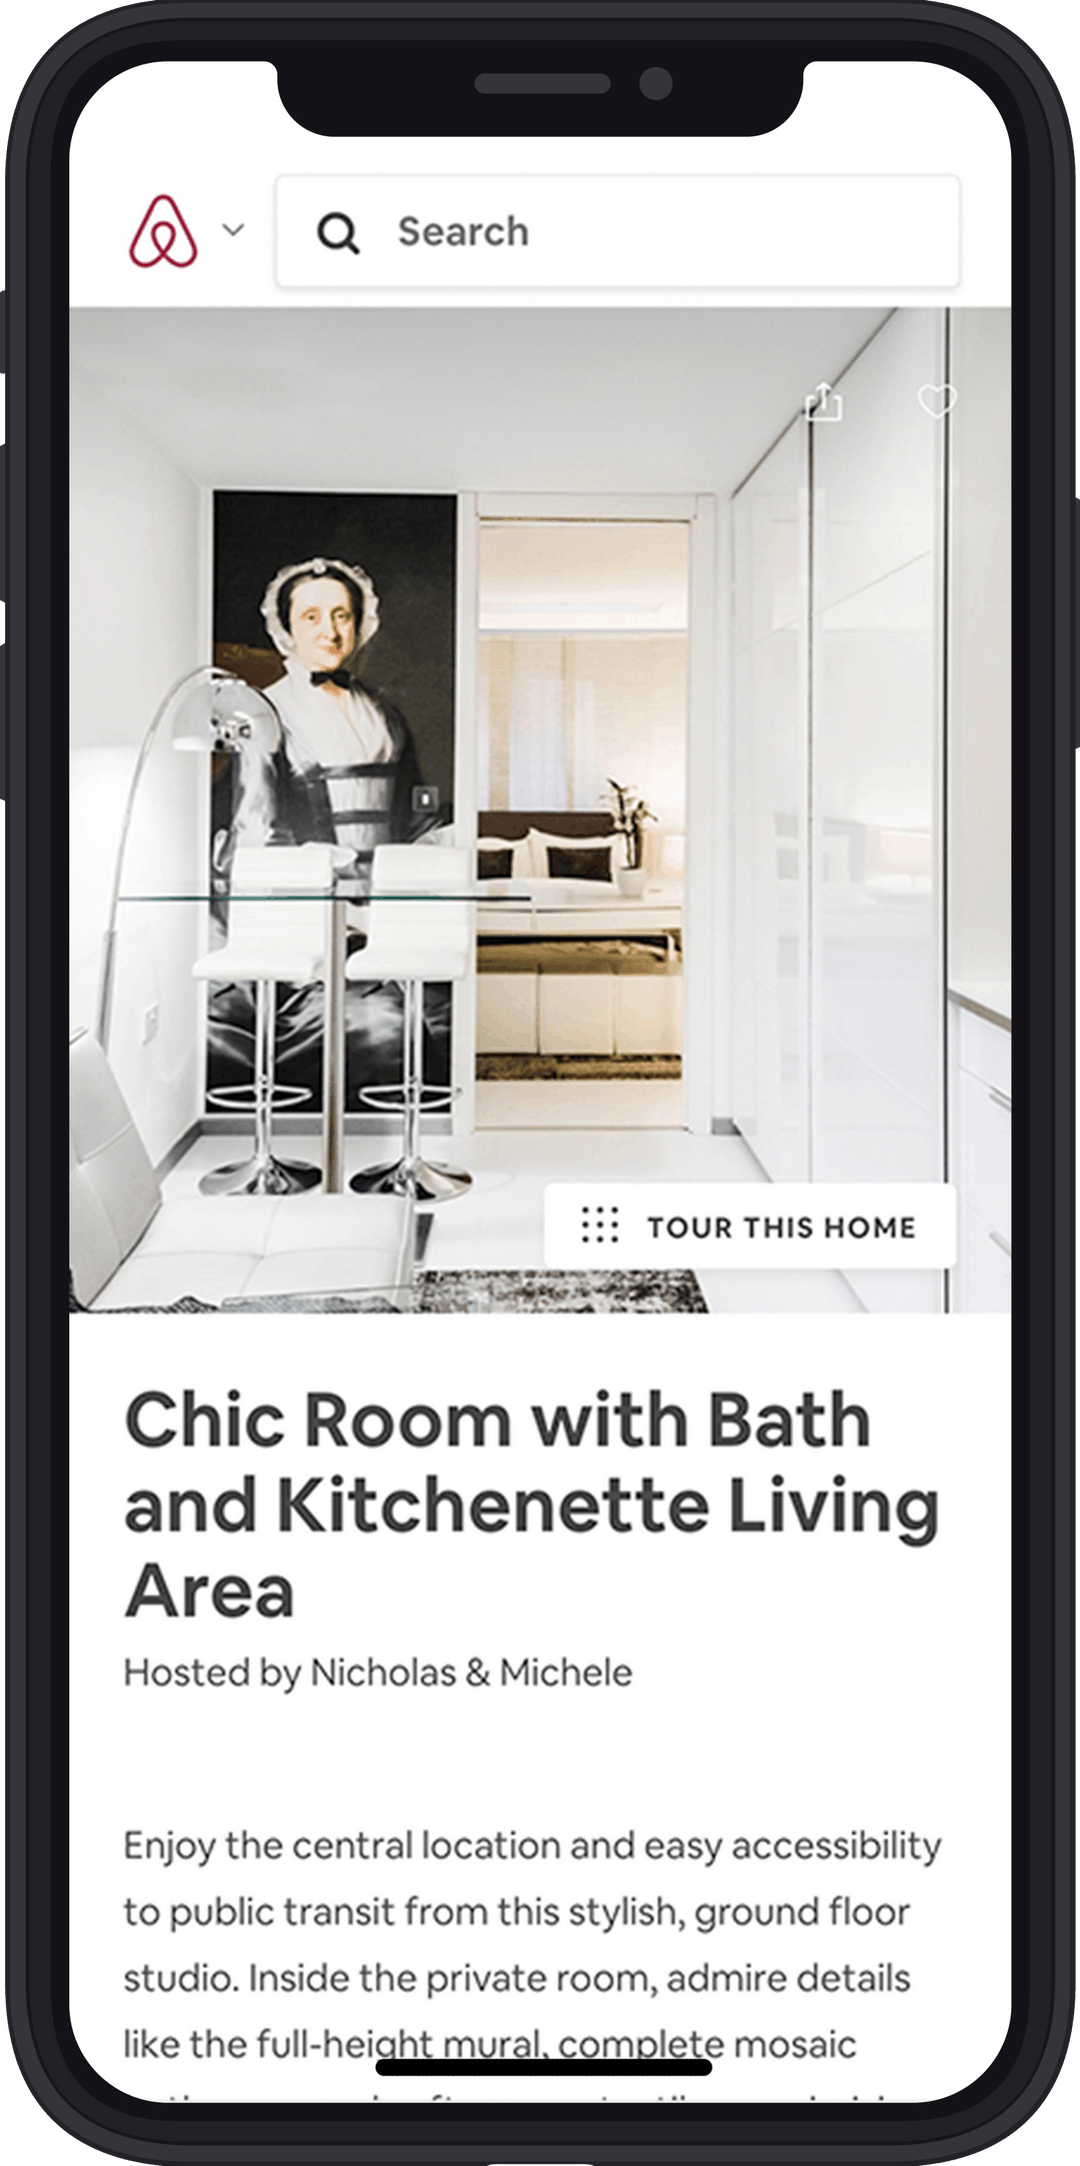 Search
TOUR THIS HOME
Chic Room with Bath
and Kitchenette Living
Area
Hosted by Nicholas & Michele
Enjoy the central location and easy accessibility
to public transit from this stylish, ground floor
studio. Inside the private room, admire details
like the full-height mural, complete mosaic